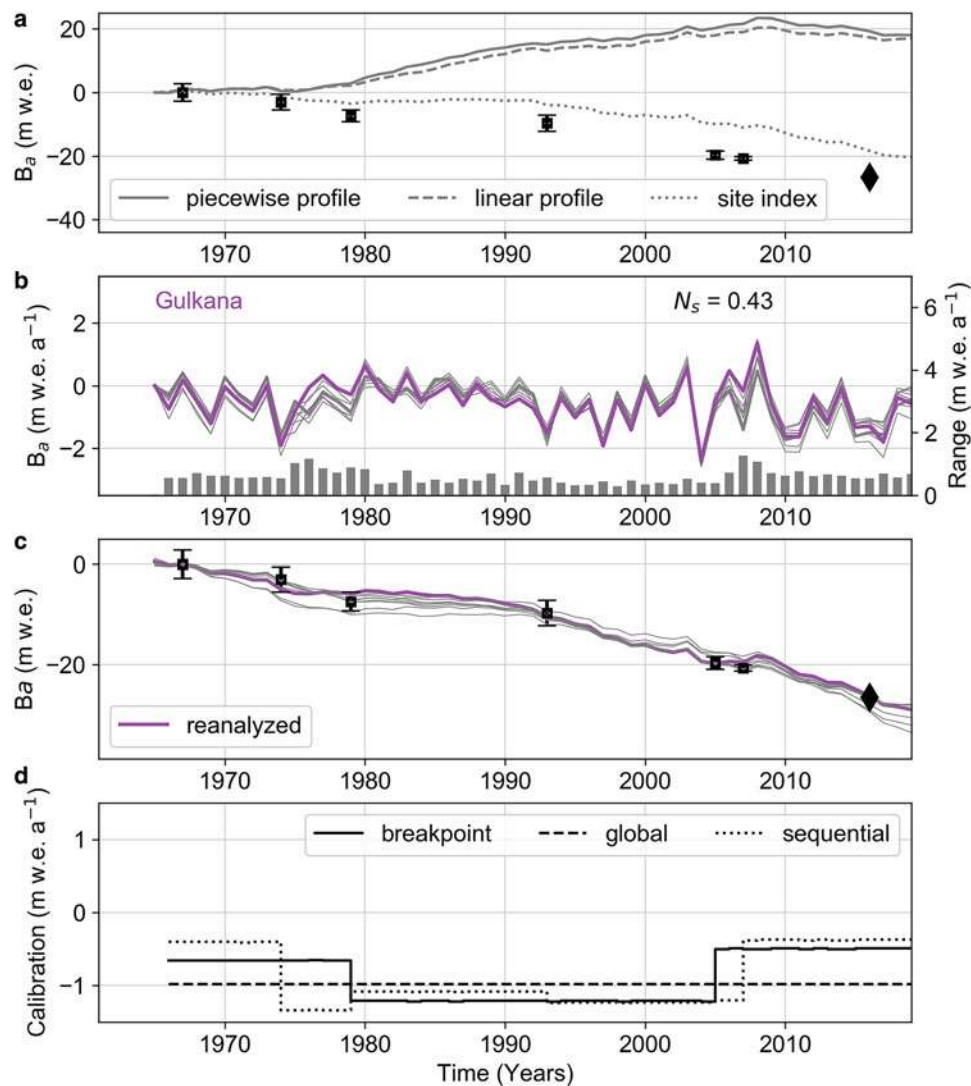 a
20
0
−20
−40
B
a (m w.e.)
piecewise profile
linear profile
site index
1970
1980
1990
2000
2010
b
Gulkana
N
s = 0.43
2
0
−2
B
a (m w.e. a−1)
6
4
2
0
Range (m w.e. a−1)
1970
1980
1990
2000
2010
c
0
−20
Ba (m w.e.)
reanalyzed
1970
1980
1990
2000
2010
d
1
0
−1
Calibration (m w.e. a−1)
breakpoint
global
sequential
1970
1980
1990
2000
2010
Time (Years)